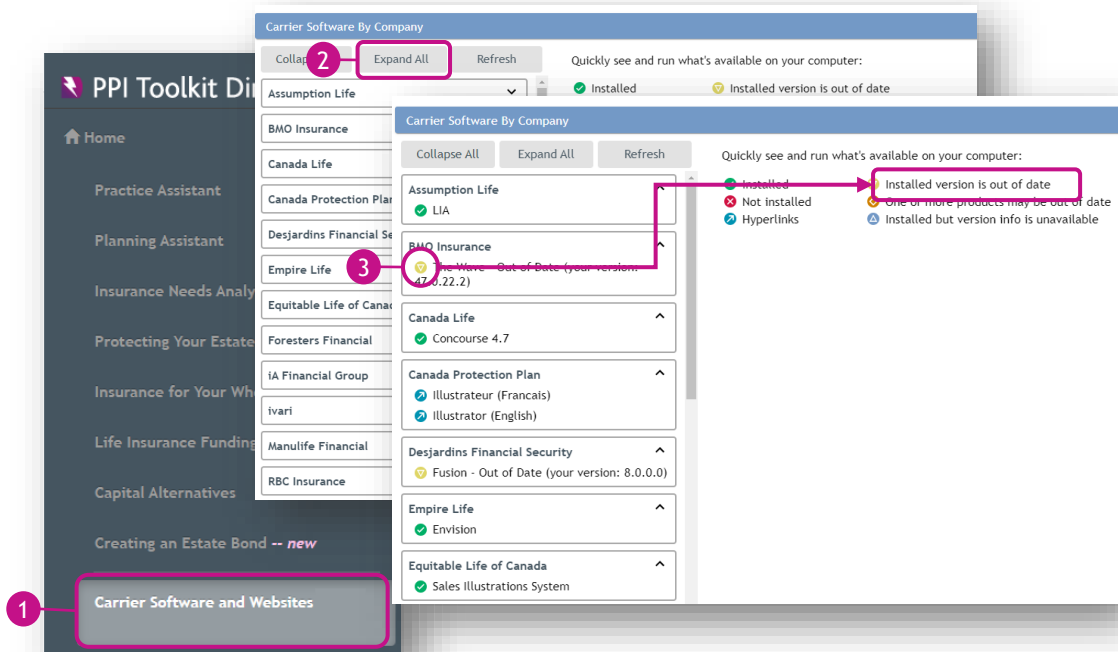 Carrier Software By Company
2
Expand All
Refresh
Quickly see and run what's available on your computer:
Assumption Life
Installed
Installed version is out of date
BMO Insurance
Canada Life
Canada Protection Plan
Desjardins Financial Se
Empire Life
Equitable Life of Canad
Foresters Financial
iA Financial Group
ivari
Manulife Financial
RBC Insurance
PPI Toolkit Di
Home
Practice Assistant
Planning Assistant
Insurance Needs Analy
Protecting Your Estate
Insurance for Your Wh
Life Insurance Funding
Capital Alternatives
Creating an Estate Bond -- new
1
Carrier Software and Websites
Carrier Software By Company
Collapse All
Expand All
Refresh
Quickly see and run what's available on your computer:
Installed
Installed version is out of date
Not installed
One or more products may be out of date
Hyperlinks
Installed but version info is unavailable
Assumption Life
LIA
BMO Insurance
3
The Wave - Out of Date (your version:
47.0.22.2)
Canada Life
Concourse 4.7
Canada Protection Plan
Illustrateur (Francais)
Illustrator (English)
Desjardins Financial Security
Fusion - Out of Date (your version: 8.0.0.0)
Empire Life
Envision
Equitable Life of Canada
Sales Illustrations System